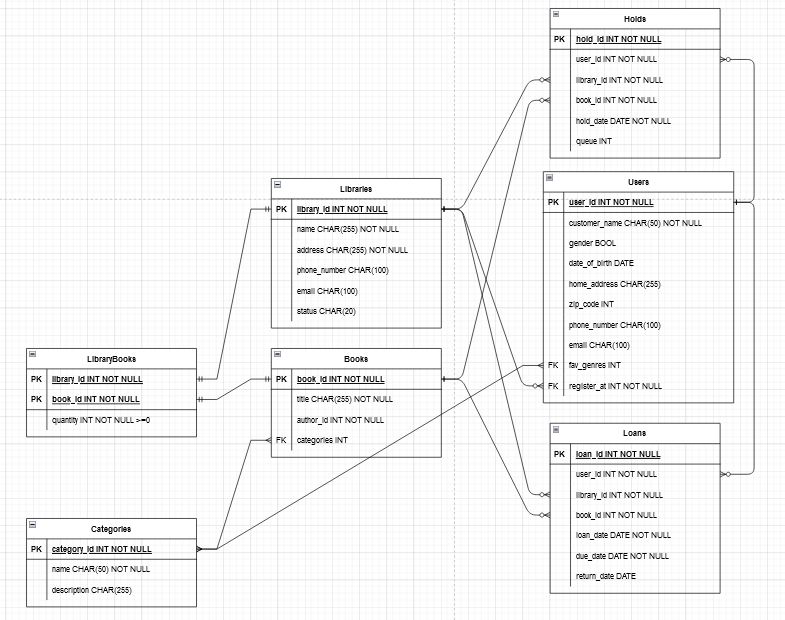 Holds
PK hold_id INT NOT NULL
user_id INT NOT NULL
library_id INT NOT NULL
book_id INT NOT NULL
hold_date DATE NOT NULL
queue INT
Libraries
PK library_id INT NOT NULL
name CHAR(255) NOT NULL
address CHAR(255) NOT NULL
phone_number CHAR(100)
email CHAR(100)
status CHAR(20)
Users
PK user_id INT NOT NULL
customer_name CHAR(50) NOT NULL
gender BOOL
date_of_birth DATE
home_address CHAR(255)
zip_code INT
phone_number CHAR(100)
email CHAR(100)
FK fav_genres INT
FK register_at INT NOT NULL
LibraryBooks
PK library_id INT NOT NULL
PK book_id INT NOT NULL
quantity INT NOT NULL >=0
Books
PK book_id INT NOT NULL
title CHAR(255) NOT NULL
author_id INT NOT NULL
FK categories INT
Loans
PK loan_id INT NOT NULL
user_id INT NOT NULL
library_id INT NOT NULL
book_id INT NOT NULL
loan_date DATE NOT NULL
due_date DATE NOT NULL
return_date DATE
Categories
PK category_id INT NOT NULL
name CHAR(50) NOT NULL
description CHAR(255)